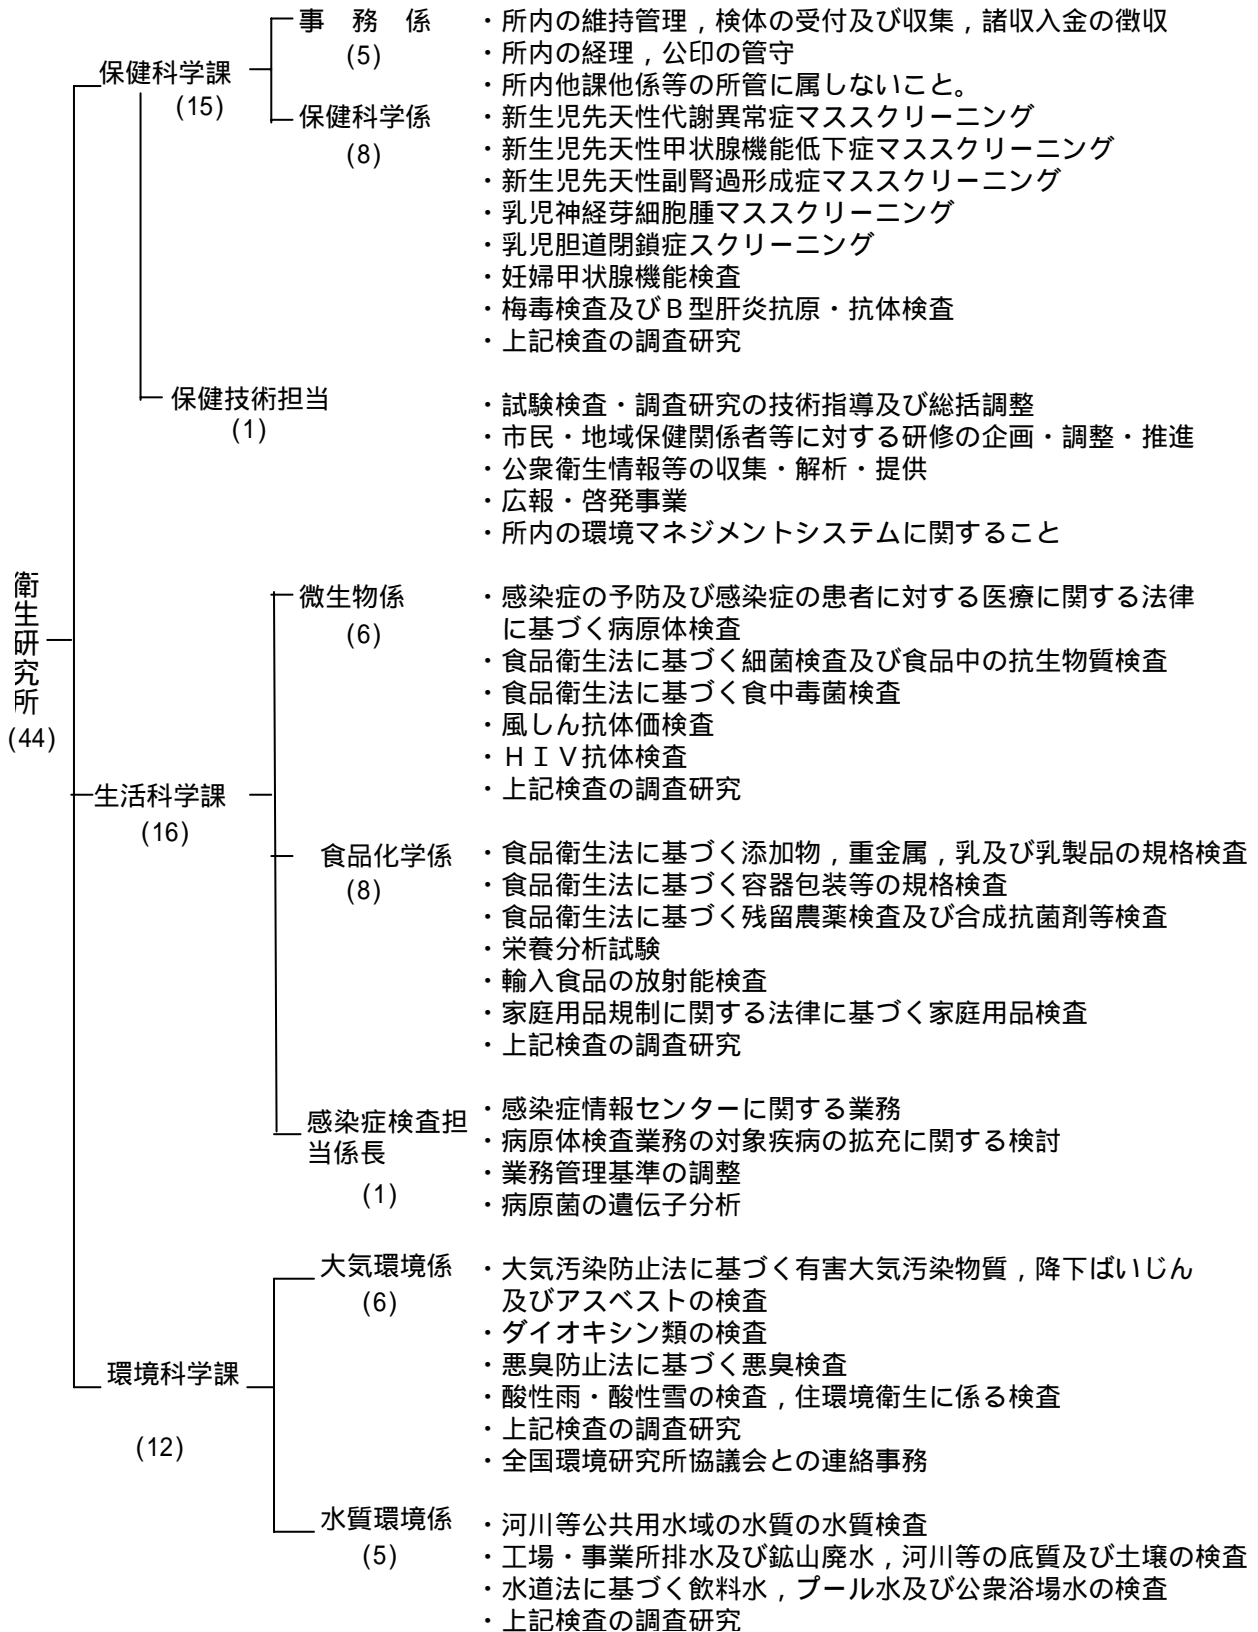 衛生研究所
(44)
保健科学課
(15)
事　務　係
(5)
・所内の維持管理，検体の受付及び収集，諸収入金の徴収
・所内の経理，公印の管守
・所内他課他係等の所管に属しないこと。
保健科学係
(8)
・新生児先天性代謝異常症マススクリーニング
・新生児先天性甲状腺機能低下症マススクリーニング
・新生児先天性副腎過形成症マススクリーニング
・乳児神経芽細胞腫マススクリーニング
・乳児胆道閉鎖症スクリーニング
・妊婦甲状腺機能検査
・梅毒検査及びＢ型肝炎抗原・抗体検査
・上記検査の調査研究
保健技術担当
(1)
・試験検査・調査研究の技術指導及び総括調整
・市民・地域保健関係者等に対する研修の企画・調整・推進
・公衆衛生情報等の収集・解析・提供
・広報・啓発事業
・所内の環境マネジメントシステムに関すること
生活科学課
(16)
微生物係
(6)
・感染症の予防及び感染症の患者に対する医療に関する法律
に基づく病原体検査
・食品衛生法に基づく細菌検査及び食品中の抗生物質検査
・食品衛生法に基づく食中毒菌検査
・風しん抗体価検査
・ＨＩＶ抗体検査
・上記検査の調査研究
食品化学係
(8)
・食品衛生法に基づく添加物，重金属，乳及び乳製品の規格検査
・食品衛生法に基づく容器包装等の規格検査
・食品衛生法に基づく残留農薬検査及び合成抗菌剤等検査
・栄養分析試験
・輸入食品の放射能検査
・家庭用品規制に関する法律に基づく家庭用品検査
・上記検査の調査研究
感染症検査担
当係長
(1)
・感染症情報センターに関する業務
・病原体検査業務の対象疾病の拡充に関する検討
・業務管理基準の調整
・病原菌の遺伝子分析
環境科学課
(12)
大気環境係
(6)
・大気汚染防止法に基づく有害大気汚染物質，降下ばいじん
及びアスベストの検査
・ダイオキシン類の検査
・悪臭防止法に基づく悪臭検査
・酸性雨・酸性雪の検査，住環境衛生に係る検査
・上記検査の調査研究
・全国環境研究所協議会との連絡事務
水質環境係
(5)
・河川等公共用水域の水質の水質検査
・工場・事業所排水及び鉱山廃水，河川等の底質及び土壌の検査
・水道法に基づく飲料水，プール水及び公衆浴場水の検査
・上記検査の調査研究